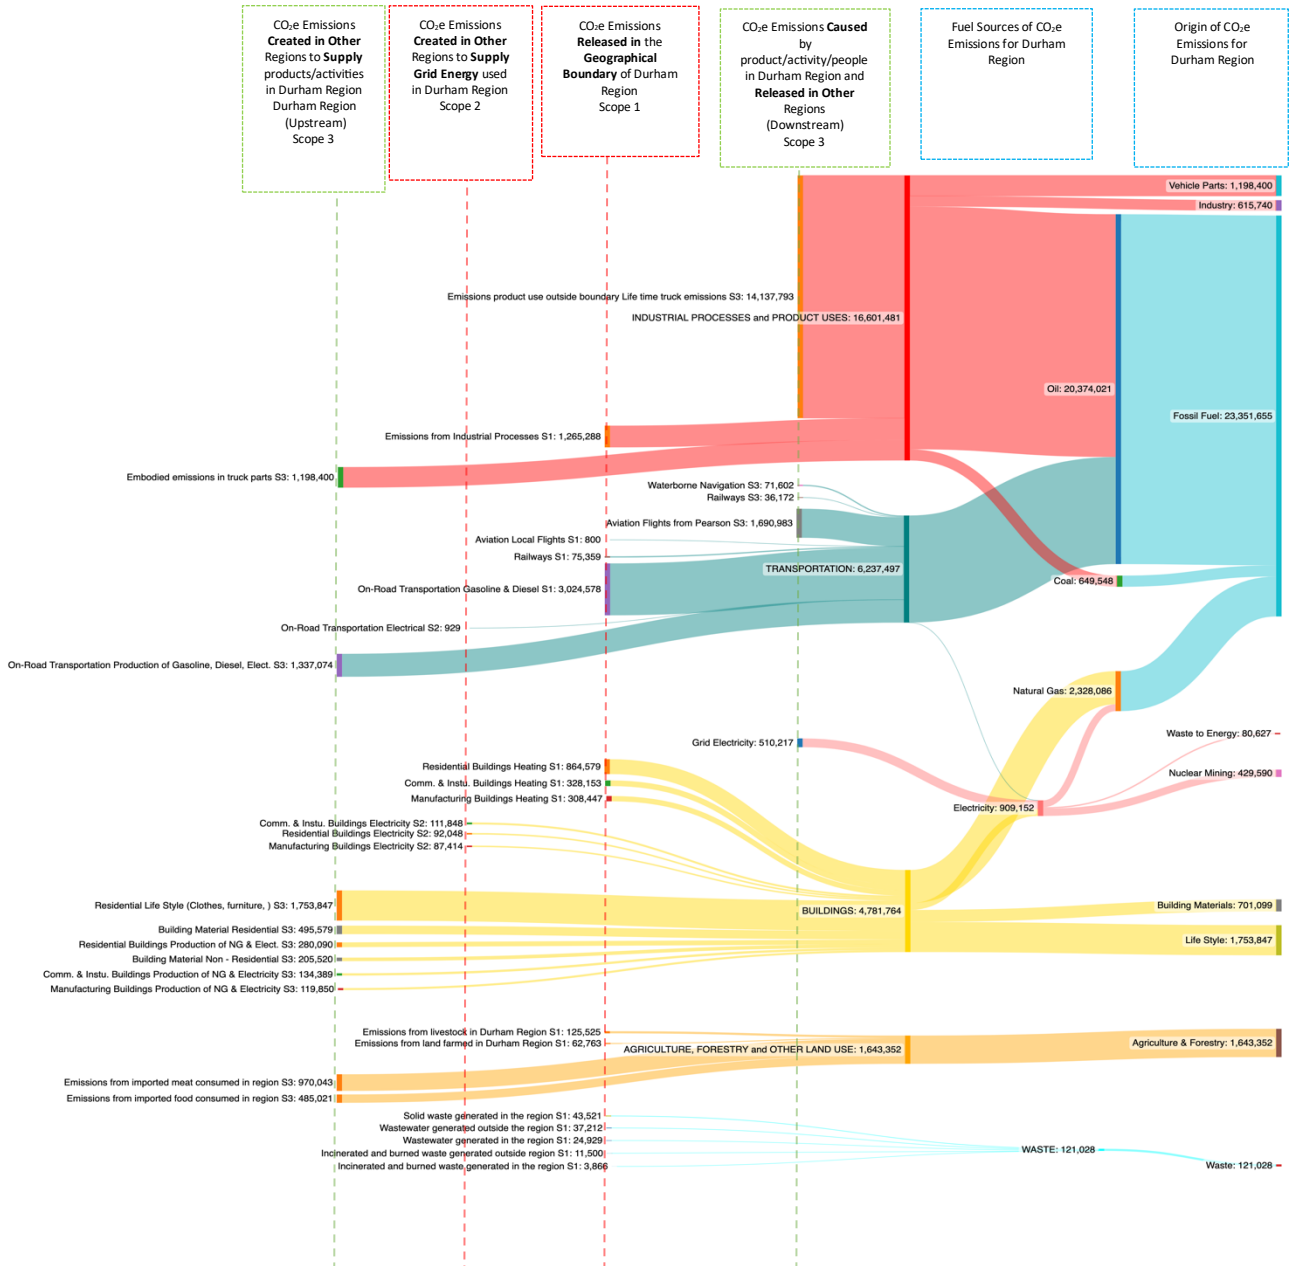 CO₂e Emissions
Created in Other
Regions to Supply
products/activities
in Durham Region
Durham Region
(Upstream)
Scope 3
CO₂e Emissions
Created in Other
Regions to Supply
Grid Energy used
in Durham Region
Scope 2
CO₂e Emissions
Released in the
Geographical
Boundary of Durham
Region
Scope 1
CO₂e Emissions Caused
by
product/activity/people
in Durham Region and
Released in Other
Regions
(Downstream)
Scope 3
Fuel Sources of CO₂e
Emissions for Durham
Region
Origin of CO₂e
Emissions for
Durham Region
Vehicle Parts: 1,198,400
Industry: 615,740
Emissions product use outside boundary Life time truck emissions S3: 14,137,793
INDUSTRIAL PROCESSES and PRODUCT USES: 16,601,481
Oil: 20,374,021
Fossil Fuel: 23,351,655
Emissions from Industrial Processes S1: 1,265,288
Embodied emissions in truck parts S3: 1,198,400
Waterborne Navigation S3: 71,602
Railways S3: 36,172
Aviation Flights from Pearson S3: 1,690,983
Aviation Local Flights S1: 800
Railways S1: 75,359
TRANSPORTATION: 6,237,497
Coal: 649,548
On-Road Transportation Gasoline & Diesel S1: 3,024,578
On-Road Transportation Electrical S2: 929
On-Road Transportation Production of Gasoline, Diesel, Elect. S3: 1,337,074
Natural Gas: 2,328,086
Waste to Energy: 80,627
Grid Electricity: 510,217
Residential Buildings Heating S1: 864,579
Nuclear Mining: 429,590
Comm. & Instu. Buildings Heating S1: 328,153
Manufacturing Buildings Heating S1: 308,447
Electricity: 909,152
Comm. & Instu. Buildings Electricity S2: 111,848
Residential Buildings Electricity S2: 92,048
Manufacturing Buildings Electricity S2: 87,414
Residential Life Style (Clothes, furniture, ) S3: 1,753,847
BUILDINGS: 4,781,764
Building Materials: 701,099
Building Material Residential S3: 495,579
Life Style: 1,753,847
Residential Buildings Production of NG & Elect. S3: 280,090
Building Material Non - Residential S3: 205,520
Comm. & Instu. Buildings Production of NG & Electricity S3: 134,389
Manufacturing Buildings Production of NG & Electricity S3: 119,850
Emissions from livestock in Durham Region S1: 125,525
Emissions from land farmed in Durham Region S1: 62,763
AGRICULTURE, FORESTRY and OTHER LAND USE: 1,643,352
Agriculture & Forestry: 1,643,352
Emissions from imported meat consumed in region S3: 970,043
Emissions from imported food consumed in region S3: 485,021
Solid waste generated in the region S1: 43,521
Wastewater generated outside the region S1: 37,212
Wastewater generated in the region S1: 24,929
Incinerated and burned waste generated outside region S1: 11,500
Incinerated and burned waste generated in the region S1: 3,866
WASTE: 121,028
Waste: 121,028